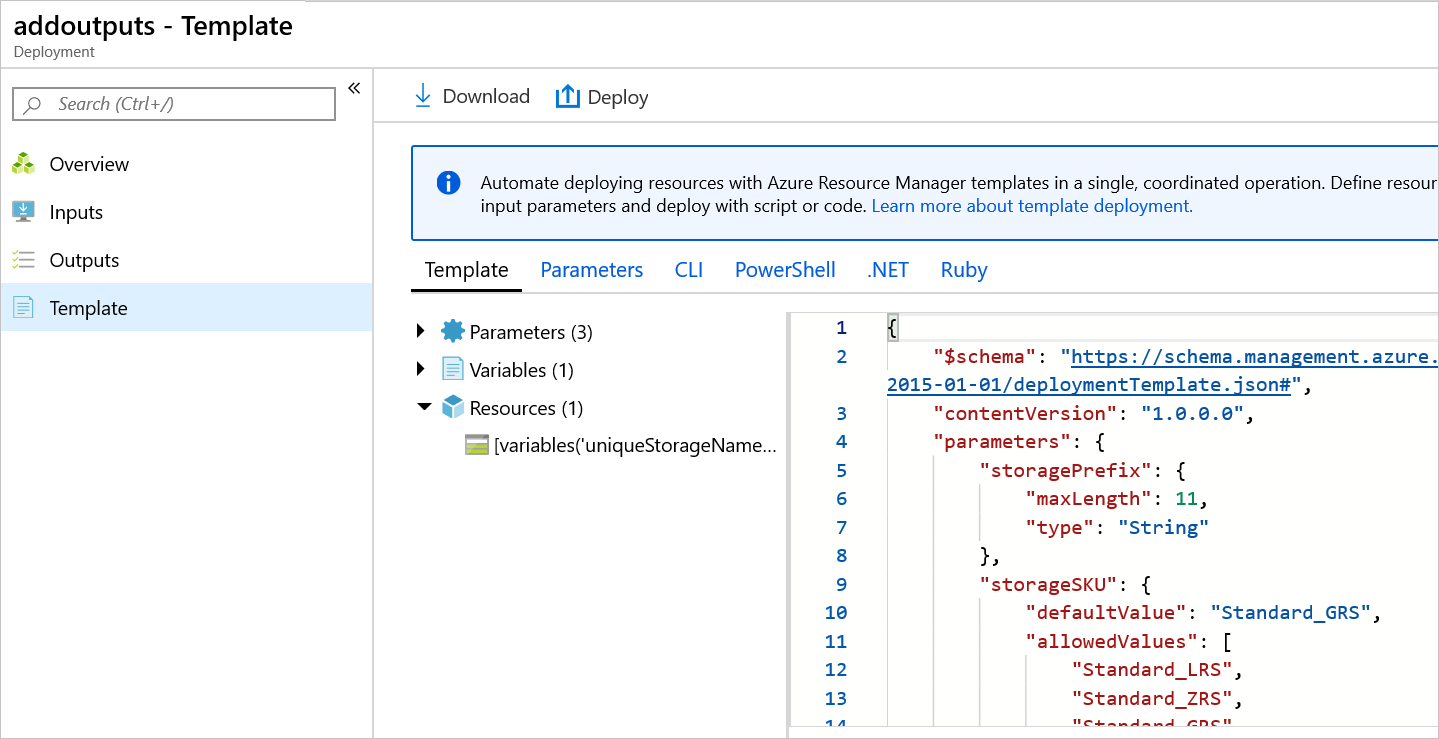 addoutputs - Template
Deployment
Search (Ctrl+/)
«
Overview
Inputs
Outputs
Template
Download
Deploy
Automate deploying resources with Azure Resource Manager templates in a single, coordinated operation. Define resour
input parameters and deploy with script or code. Learn more about template deployment.
Template Parameters CLI PowerShell .NET Ruby
Parameters (3)
Variables (1)
Resources (1)
[variables('uniqueStorageName...
1 {
2 "$schema": "https://schema.management.azure.
2015-01-01/deploymentTemplate.json#",
3 "contentVersion": "1.0.0.0",
4 "parameters": {
5 "storagePrefix": {
6 "maxLength": 11,
7 "type": "String"
8 },
9 "storageSKU": {
10 "defaultValue": "Standard_GRS",
11 "allowedValues": [
12 "Standard_LRS",
13 "Standard_ZRS",
14 "Standard_GRS"